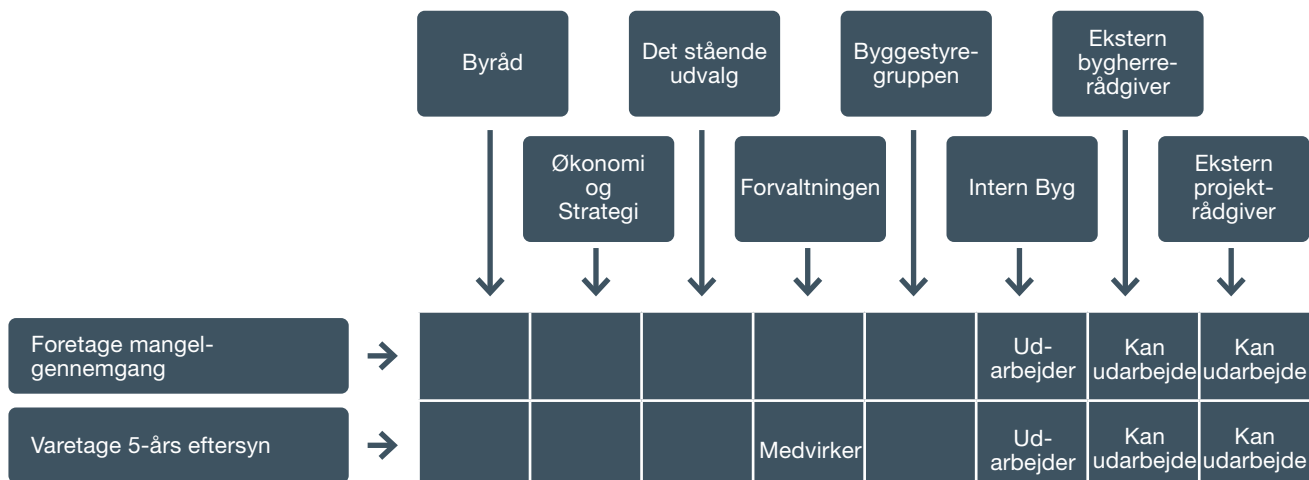 Byråd
Det stående
udvalg
Byggestyre-
gruppen
Ekstern
bygherre-
rådgiver
Økonomi
og
Strategi
Forvaltningen
Intern Byg
Ekstern
projekt-
rådgiver
Foretage mangel-
gennemgang
Ud-
arbejder
Kan
udarbejde
Kan
udarbejde
Varetage 5-års eftersyn
Medvirker
Ud-
arbejder
Kan
udarbejde
Kan
udarbejde